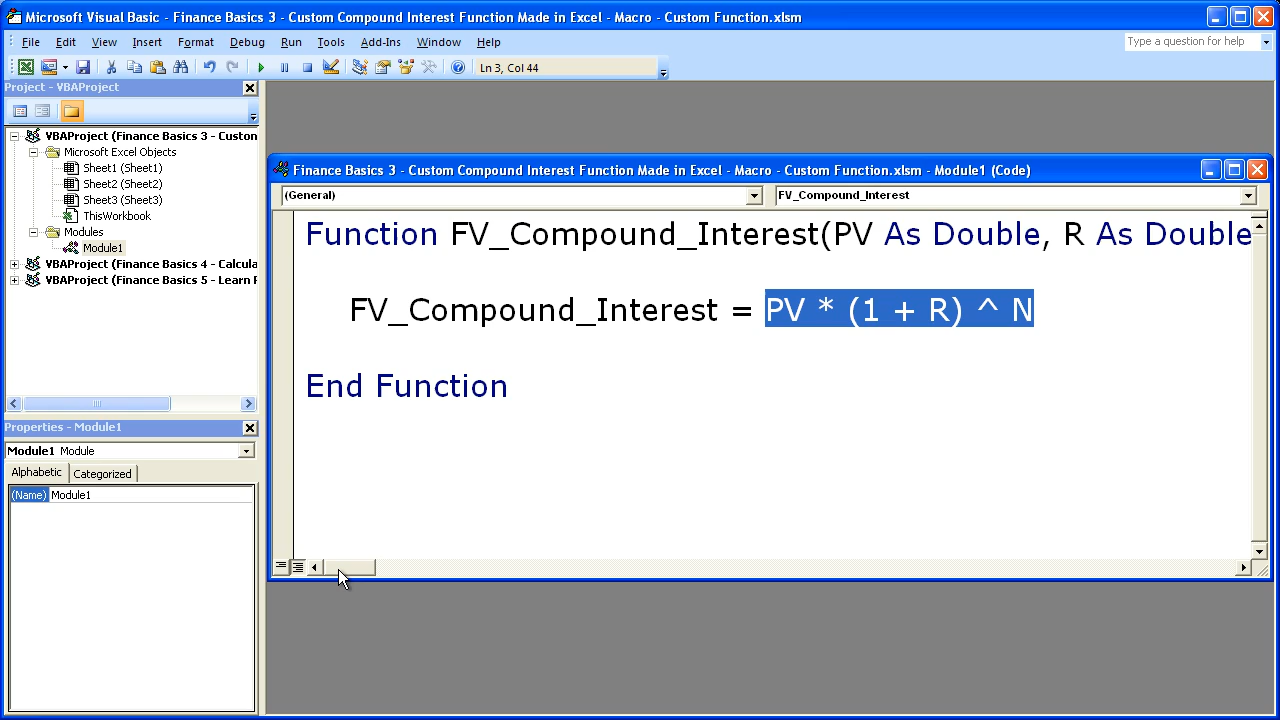 Microsoft Visual Basic - Finance Basics 3 - Custom Compound Interest Function Made in Excel - Macro - Custom Function.xlsm
File Edit View Insert Format Debug Run Tools Add-Ins Window Help
Type a question for help
Ln 3, Col 44
Project - VBAProject
VBAProject (Finance Basics 3 - Custon
Microsoft Excel Objects
Sheet1 (Sheet1)
Sheet2 (Sheet2)
Sheet3 (Sheet3)
ThisWorkbook
Modules
Module1
VBAProject (Finance Basics 4 - Calcula
VBAProject (Finance Basics 5 - Learn
Properties - Module1
Module1 Module
Alphabetic Categorized
(Name) Module1
Finance Basics 3 - Custom Compound Interest Function Made in Excel - Macro - Custom Function.xlsm - Module1 (Code)
(General) FV_Compound_Interest
Function FV_Compound_Interest(PV As Double, R As Double
FV_Compound_Interest = PV * (1 + R) ^ N
End Function